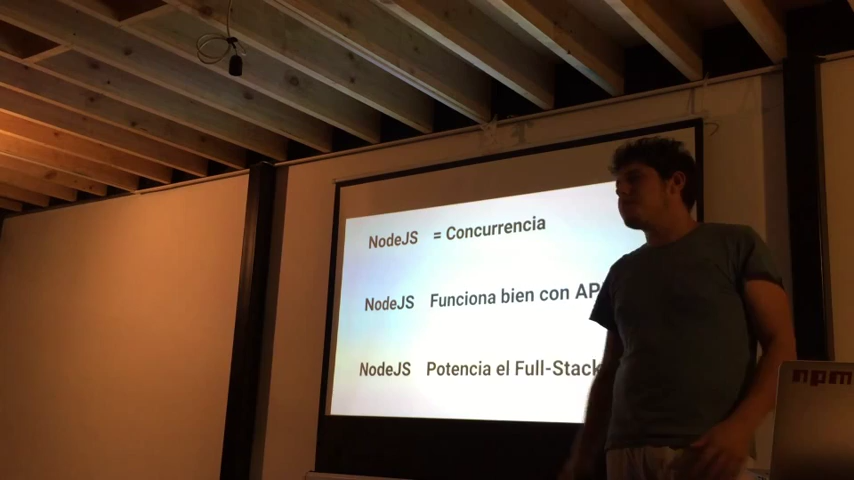 NodeJS = Concurrencia
NodeJS Funciona bien con AP
NodeJS Potencia el Full-Stack
npm